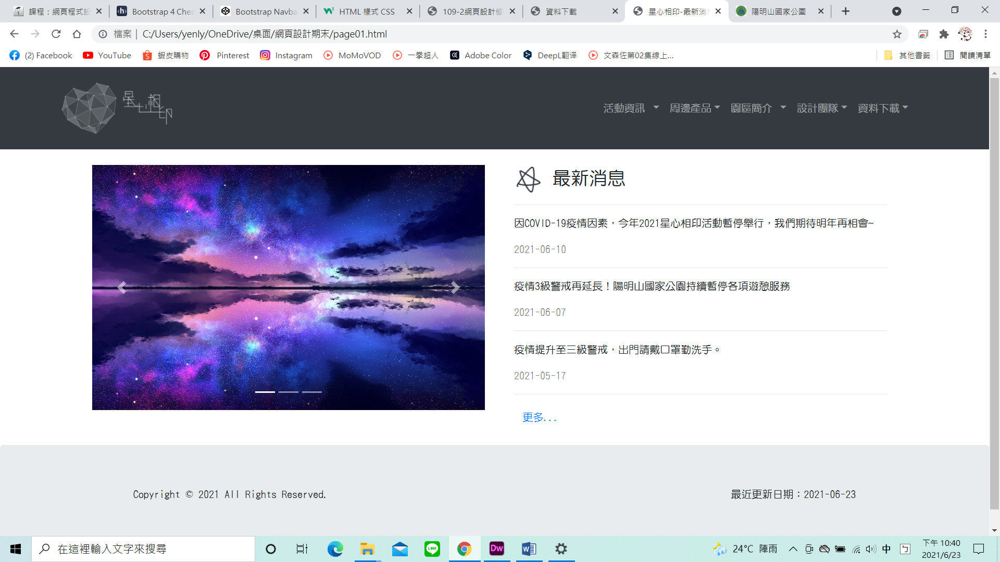 課程：網頁程式設
Bootstrap 4 Chea
Bootstrap Navba
HTML 樣式 CSS
109-2網頁設計修
資料下載
星心相印-最新消息
陽明山國家公園
檔案 | C:/Users/yenly/OneDrive/桌面/網頁設計期末/page01.html
(2) Facebook
YouTube
蝦皮購物
Pinterest
Instagram
MoMoVOD
一拳超人
Adobe Color
DeepL翻译
文森佐第02集線上...
其他書籤
閱讀清單
星心相印
活動資訊
周邊產品
園區簡介
設計團隊
資料下載
最新消息
因COVID-19疫情因素，今年2021星心相印活動暫停舉行，我們期待明年再相會~
2021-06-10
疫情3級警戒再延長！陽明山國家公園持續暫停各項遊憩服務
2021-06-07
疫情提升至三級警戒，出門請戴口罩勤洗手。
2021-05-17
更多...
Copyright © 2021 All Rights Reserved.
最近更新日期：2021-06-23
在這裡輸入文字來搜尋
LINE
Dw
W
24°C 陣雨
中
ㄅ
下午 10:40
2021/6/23